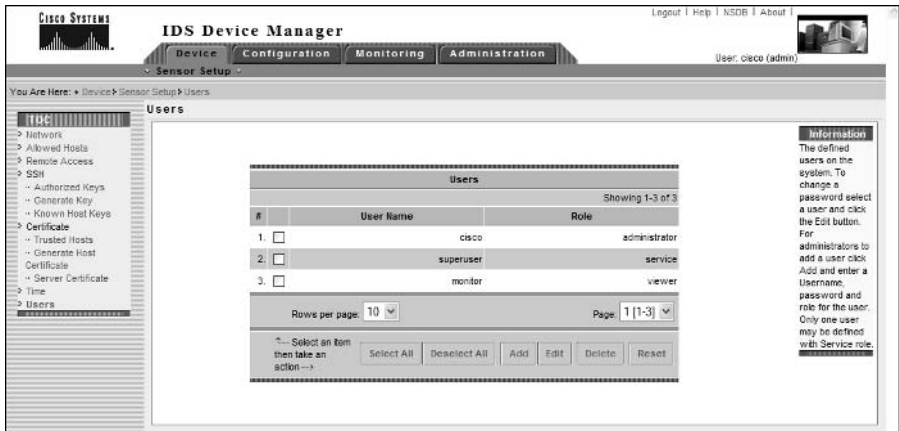 CISCO SYSTEMS
IDS Device Manager
Logout | Help | NSDB | About |
Device Configuration Monitoring Administration
Sensor Setup
User: cisco (admin)
You Are Here: • Device > Sensor Setup > Users
Users
TOC
Network
Allowed Hosts
Remote Access
SSH
Authorized Keys
Generate Key
Known Host Keys
Certificate
Trusted Hosts
Generate Host
Certificate
Server Certificate
Time
Users
Users
Showing 1-3 of 3
# User Name Role
1. cisco administrator
2. superuser service
3. monitor viewer
Rows per page: 10
Page: 1 [1-3]
Select an item
then take an
action -->
Select All Deselect All Add Edit Delete Reset
Information
The defined
users on the
system. To
change a
password select
a user and click
the Edit button.
For
administrators to
add a user click
Add and enter a
Username,
password and
role for the user.
Only one user
may be defined
with Service role.